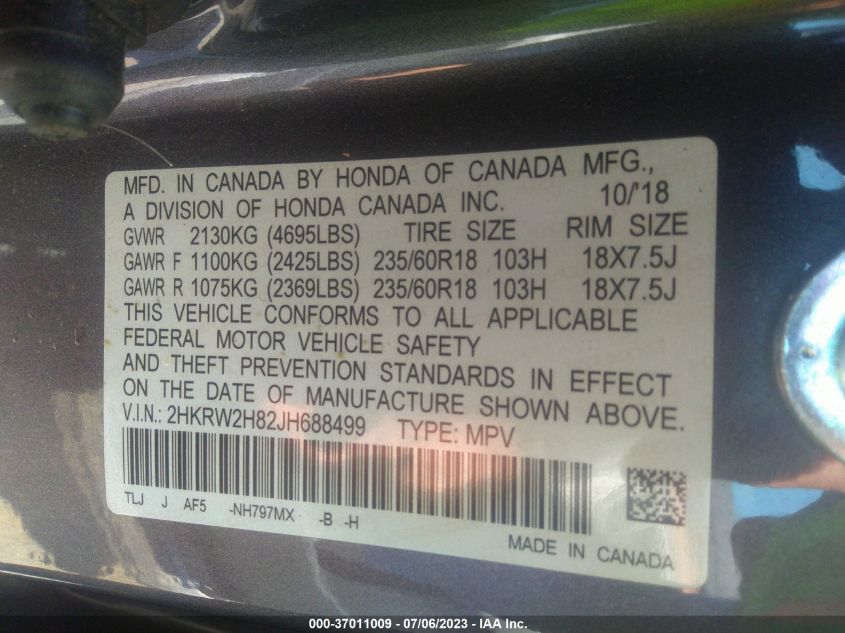 MFD. IN CANADA BY HONDA OF CANADA MFG.,
A DIVISION OF HONDA CANADA INC. 10/'18
GVWR 2130KG (4695LBS) TIRE SIZE RIM SIZE
GAWR F 1100KG (2425LBS) 235/60R18 103H 18X7.5J
GAWR R 1075KG (2369LBS) 235/60R18 103H 18X7.5J
THIS VEHICLE CONFORMS TO ALL APPLICABLE
FEDERAL MOTOR VEHICLE SAFETY
AND THEFT PREVENTION STANDARDS IN EFFECT
ON THE DATE OF MANUFACTURE SHOWN ABOVE.
V.I.N.: 2HKRW2H82JH688499 TYPE: MPV
TLJ J AF5 -NH797MX -B -H
MADE IN CANADA
000-37011009 / 07/06/2023 - IAA Inc.